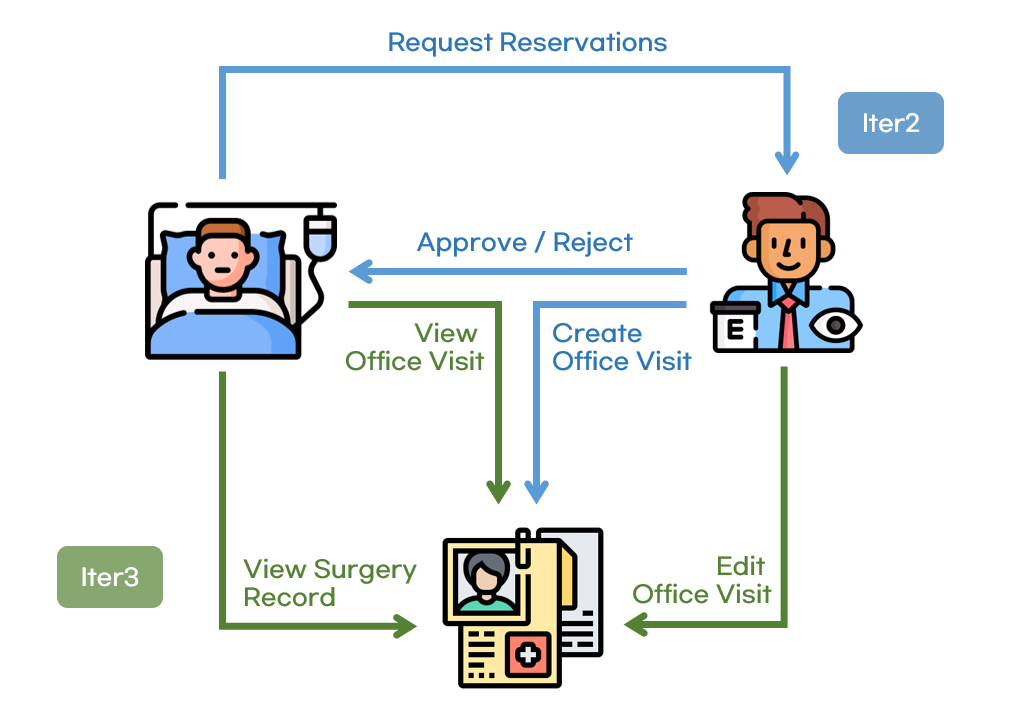 Request Reservations
Iter2
Approve / Reject
View
Office Visit
Create
Office Visit
E
Iter3
View Surgery
Record
Edit
Office Visit